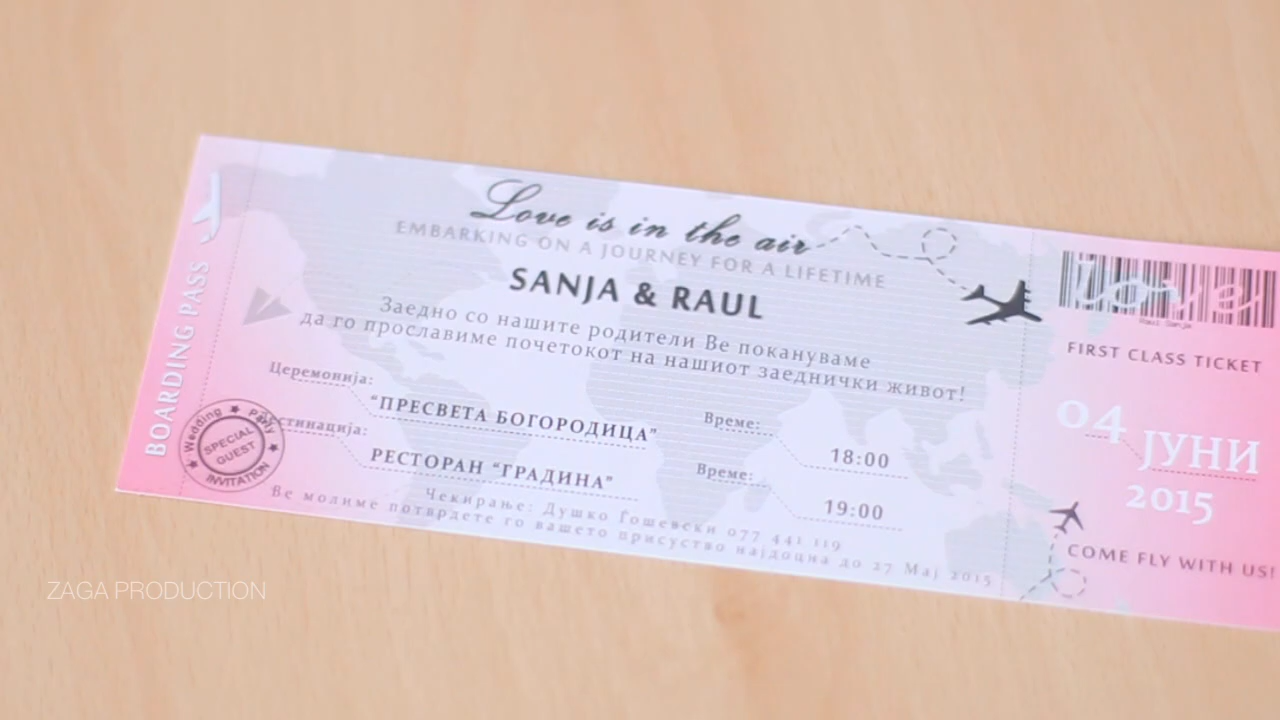 Love is in the air
EMBARKING ON A JOURNEY FOR A LIFETIME
SANJA & RAUL
Заедно со нашите родители Ве покануваме
да го прославиме почетокот на нашиот заеднички живот!
Церемонија:
“ПРЕСВЕТА БОГОРОДИЦА”
Време:
18:00
РЕСТОРАН “ГРАДИНА”
Време:
19:00
Чекирање: Душко Ѓошевски 077 441 119
Ве молиме потврдете го вашето присуство најдоцна до 27 Мај 2015
BOARDING PASS
Wedding Party
SPECIAL
GUEST
INVITATION
love
Raul Sanja
FIRST CLASS TICKET
04 ЈУНИ
2015
COME FLY WITH US!
ZAGA PRODUCTION